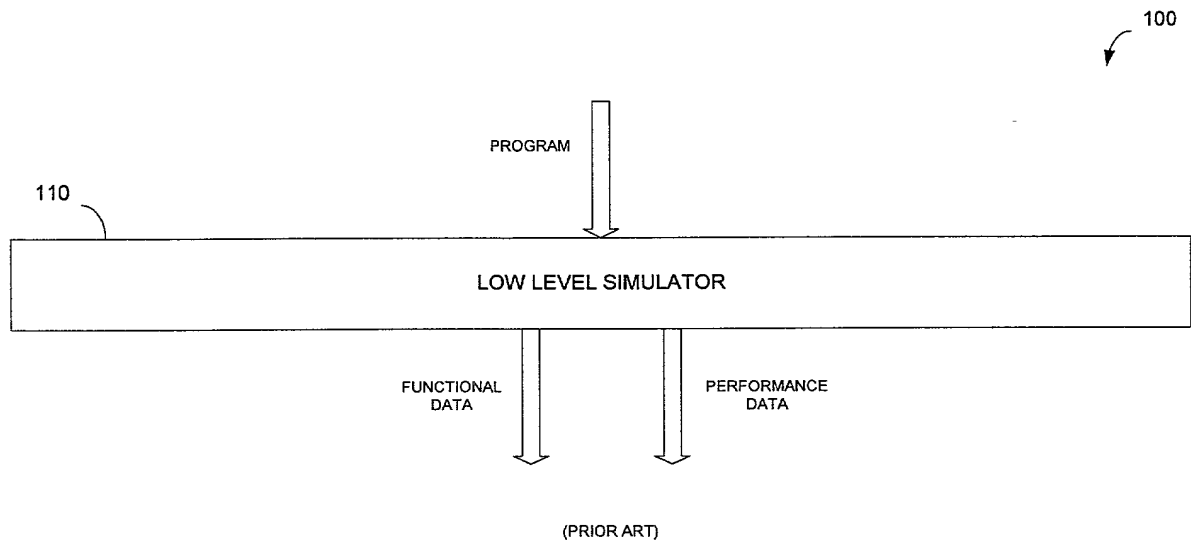 100
PROGRAM
110
LOW LEVEL SIMULATOR
FUNCTIONAL
DATA
PERFORMANCE
DATA
(PRIOR ART)